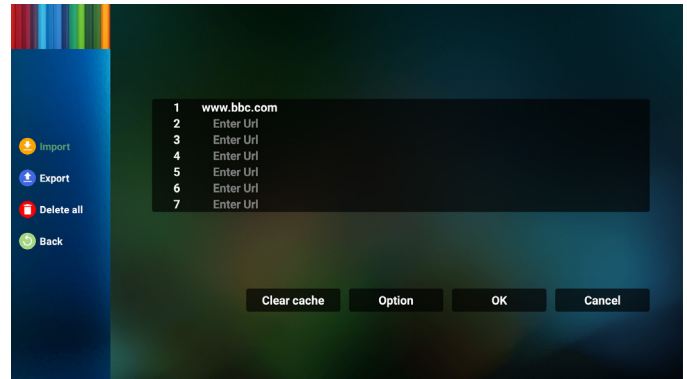 Import
Export
Delete all
Back
1 www.bbc.com
2 Enter Url
3 Enter Url
4 Enter Url
5 Enter Url
6 Enter Url
7 Enter Url
Clear cache Option OK Cancel